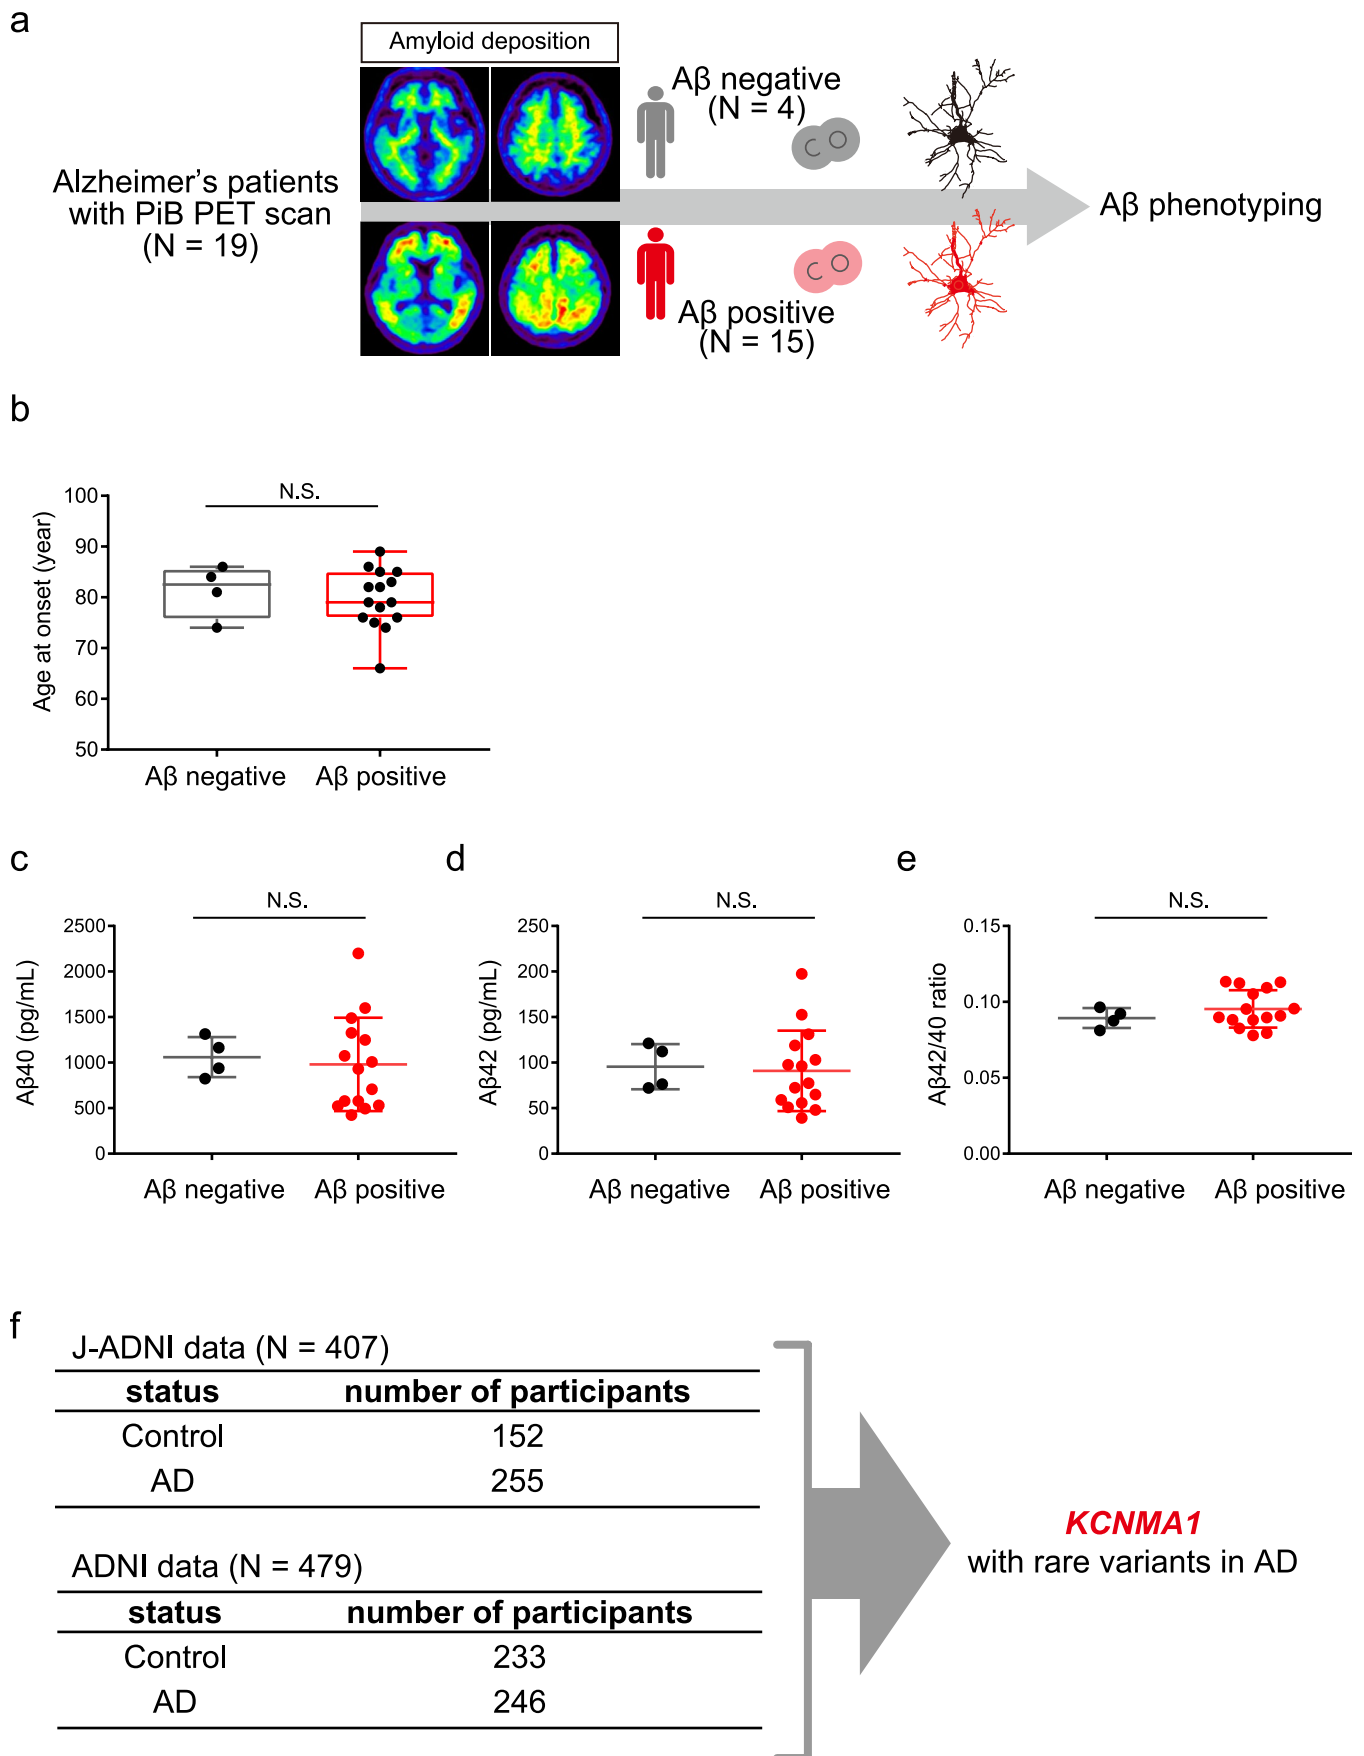 a
Amyloid deposition
Alzheimer's patients
with PiB PET scan
(N = 19)
Aβ negative
(N = 4)
Aβ positive
(N = 15)
Aβ phenotyping
b
N.S.
Age at onset (year)
100
90
80
70
60
50
Aβ negative
Aβ positive
c
N.S.
Aβ40 (pg/mL)
2500
2000
1500
1000
500
0
Aβ negative
Aβ positive
d
N.S.
Aβ42 (pg/mL)
250
200
150
100
50
0
Aβ negative
Aβ positive
e
N.S.
Aβ42/40 ratio
0.15
0.10
0.05
0.00
Aβ negative
Aβ positive
f
J-ADNI data (N = 407)
status number of participants
Control 152
AD 255
ADNI data (N = 479)
status number of participants
Control 233
AD 246
KCNMA1
with rare variants in AD